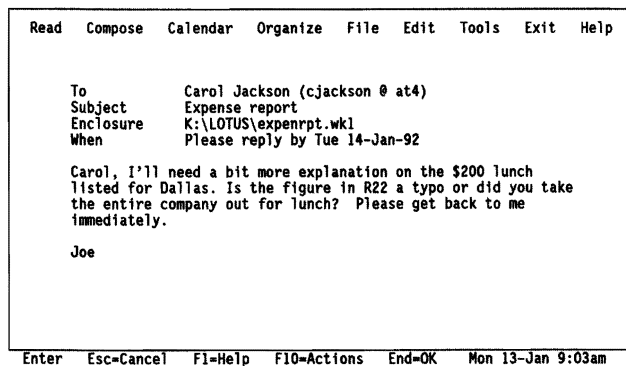 Read Compose Calendar Organize File Edit Tools Exit Help
To Carol Jackson (cjackson @ at4)
Subject Expense report
Enclosure K:\LOTUS\expenrpt.wk1
When Please reply by Tue 14-Jan-92
Carol, I'll need a bit more explanation on the $200 lunch
listed for Dallas. Is the figure in R22 a typo or did you take
the entire company out for lunch? Please get back to me
immediately.
Joe
Enter Esc=Cancel F1=Help F10=Actions End=OK Mon 13-Jan 9:03am